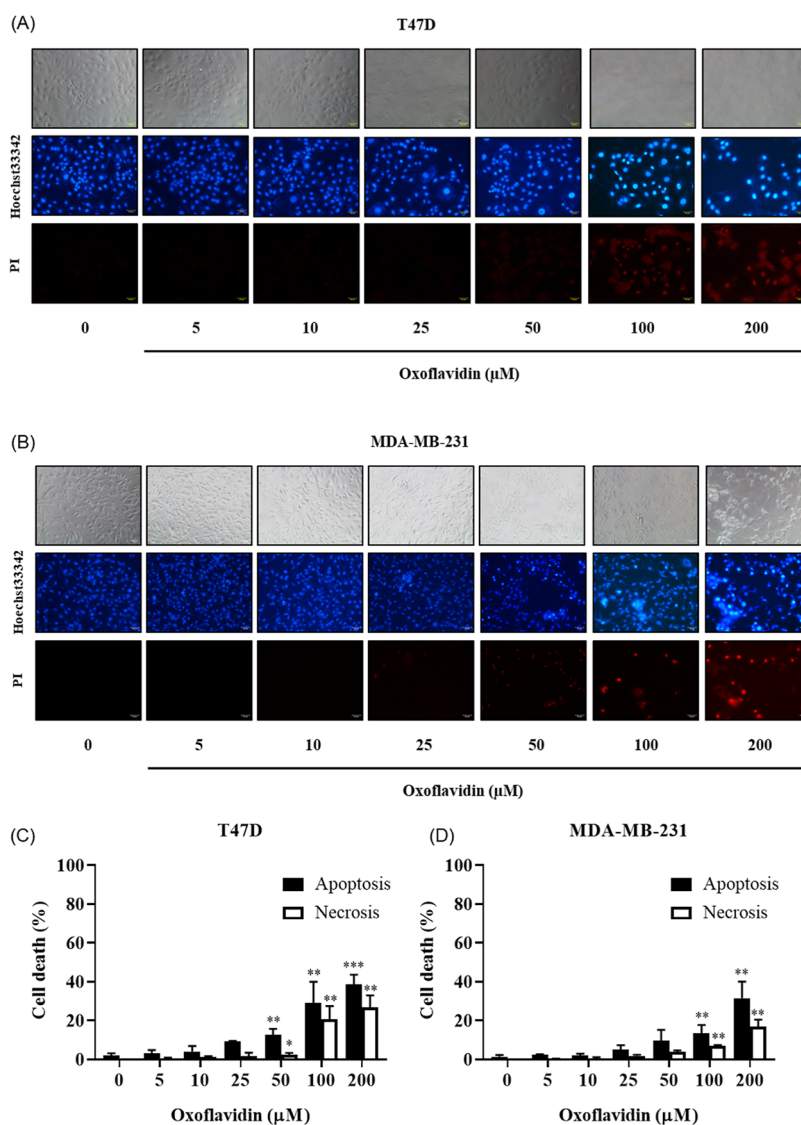 (A)
T47D
Hoechst33342
PI
0 5 10 25 50 100 200
Oxoflavidin (µM)
(B)
MDA-MB-231
Hoechst33342
PI
0 5 10 25 50 100 200
Oxoflavidin (µM)
(C)
T47D
Cell death (%)
100
80
60
40
20
0
Apoptosis
Necrosis
** * ** ** *** **
0 5 10 25 50 100 200
Oxoflavidin (µM)
(D)
MDA-MB-231
Cell death (%)
100
80
60
40
20
0
Apoptosis
Necrosis
** ** ** **
0 5 10 25 50 100 200
Oxoflavidin (µM)